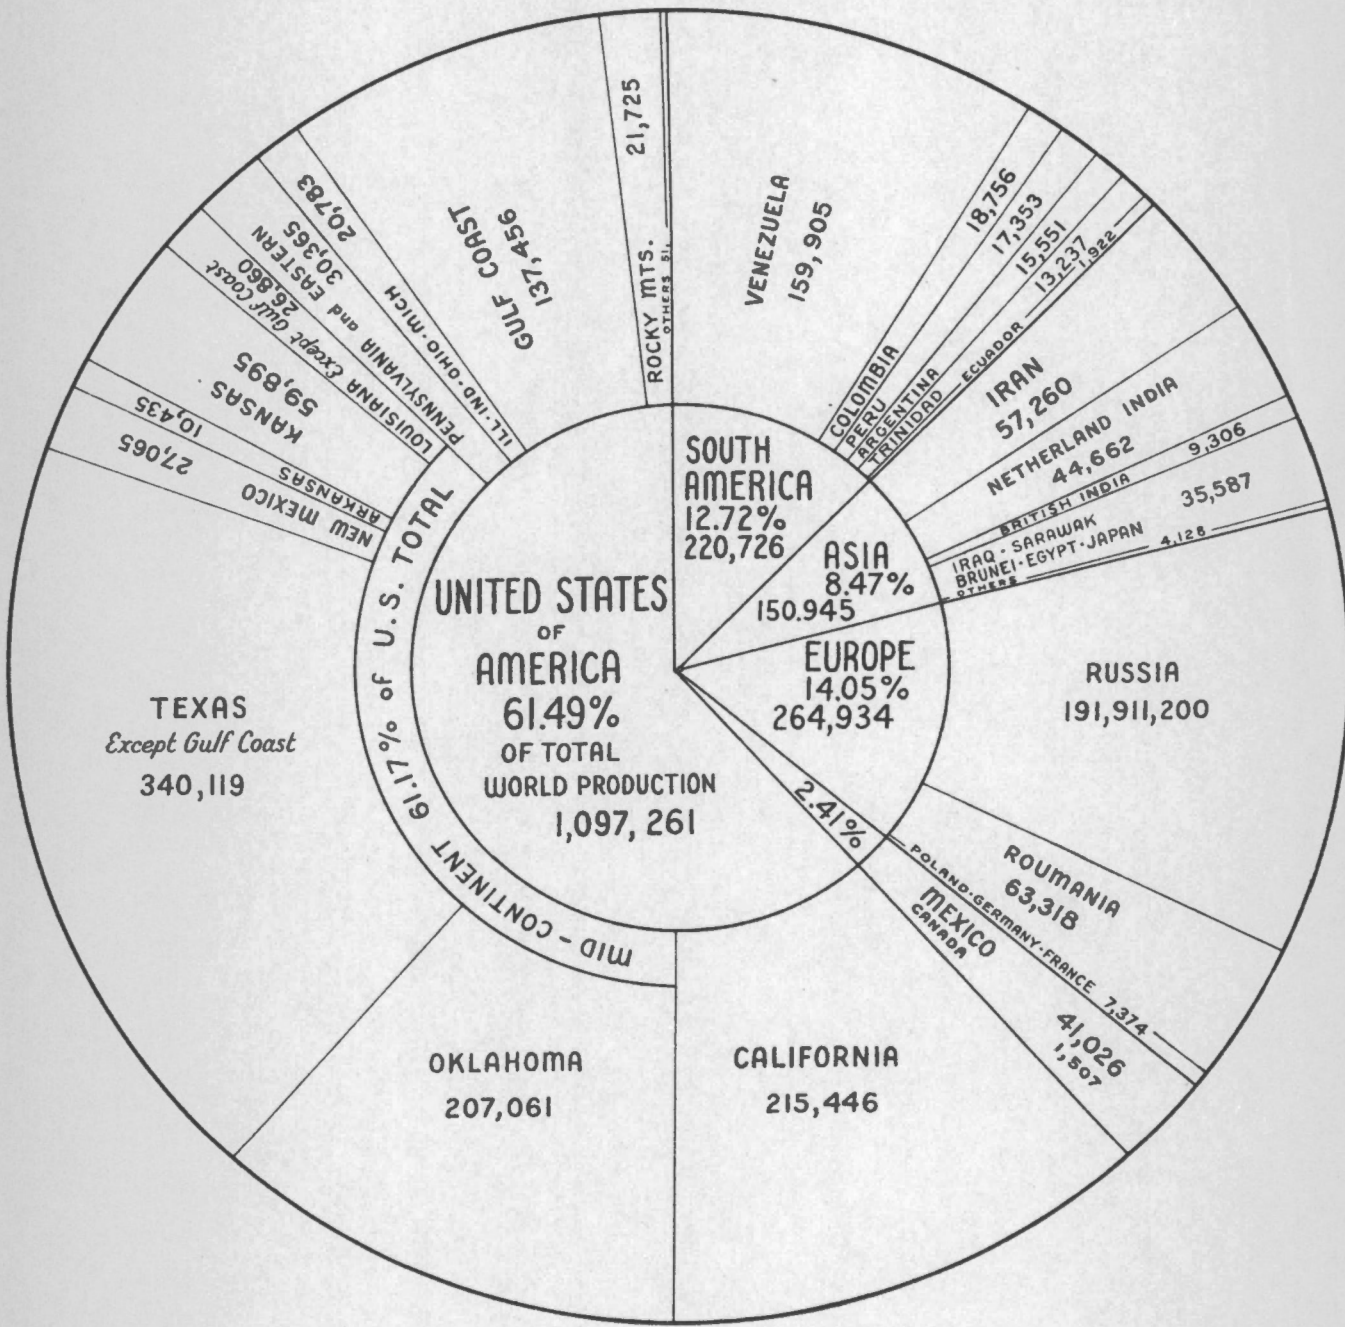 UNITED STATES
OF
AMERICA
61.49%
OF TOTAL
WORLD PRODUCTION
1,097,261
SOUTH
AMERICA
12.72%
220,726
ASIA
8.47%
150.945
EUROPE
14.05%
264,934
2.41%
VENEZUELA
159,905
COLOMBIA 18,756
PERU 17,353
ARGENTINA 15,551
TRINIDAD 13,237
ECUADOR 1,922
IRAN
57,260
NETHERLAND INDIA
44,662
BRITISH INDIA 9,306
IRAQ - SARAWAK
BRUNEI - EGYPT - JAPAN 35,587
OTHERS 4,128
RUSSIA
191,911,200
ROUMANIA
63,318
POLAND - GERMANY - FRANCE 7,374
MEXICO 41,026
CANADA 1,507
CALIFORNIA
215,446
OKLAHOMA
207,061
MID - CONTINENT 61.17% of U.S. TOTAL
TEXAS
Except Gulf Coast
340,119
NEW MEXICO 27,065
ARKANSAS 10,435
KANSAS
59,895
LOUISIANA Except Gulf Coast
26,860
PENNSYLVANIA and EASTERN
30,365
ILL - IND - OHIO - MICH
20,783
GULF COAST
137,456
ROCKY MTS. 21,725
OTHERS 51